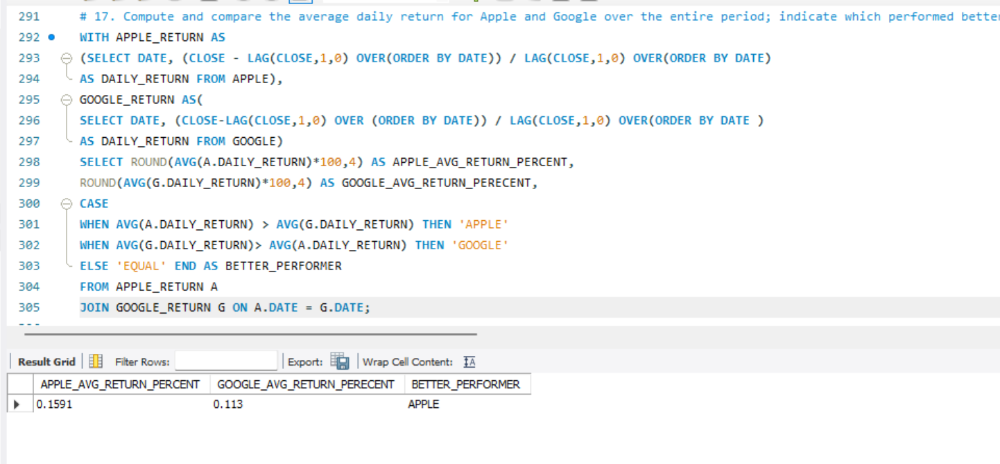 291 # 17. Compute and compare the average daily return for Apple and Google over the entire period; indicate which performed better
292 WITH APPLE_RETURN AS
293 (SELECT DATE, (CLOSE - LAG(CLOSE,1,0) OVER(ORDER BY DATE)) / LAG(CLOSE,1,0) OVER(ORDER BY DATE)
294 AS DAILY_RETURN FROM APPLE),
295 GOOGLE_RETURN AS(
296 SELECT DATE, (CLOSE-LAG(CLOSE,1,0) OVER (ORDER BY DATE)) / LAG(CLOSE,1,0) OVER(ORDER BY DATE )
297 AS DAILY_RETURN FROM GOOGLE)
298 SELECT ROUND(AVG(A.DAILY_RETURN)*100,4) AS APPLE_AVG_RETURN_PERCENT,
299 ROUND(AVG(G.DAILY_RETURN)*100,4) AS GOOGLE_AVG_RETURN_PERECENT,
300 CASE
301 WHEN AVG(A.DAILY_RETURN) > AVG(G.DAILY_RETURN) THEN 'APPLE'
302 WHEN AVG(G.DAILY_RETURN)> AVG(A.DAILY_RETURN) THEN 'GOOGLE'
303 ELSE 'EQUAL' END AS BETTER_PERFORMER
304 FROM APPLE_RETURN A
305 JOIN GOOGLE_RETURN G ON A.DATE = G.DATE;
Result Grid Filter Rows: Export: Wrap Cell Content: IA
APPLE_AVG_RETURN_PERCENT GOOGLE_AVG_RETURN_PERECENT BETTER_PERFORMER
0.1591 0.113 APPLE